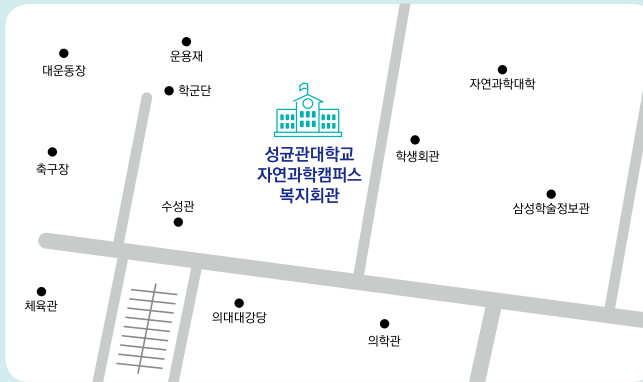 운용재
대운동장
자연과학대학
학군단
성균관대학교
자연과학캠퍼스
복지회관
학생회관
축구장
수성관
삼성학술정보관
체육관
의대대강당
의학관